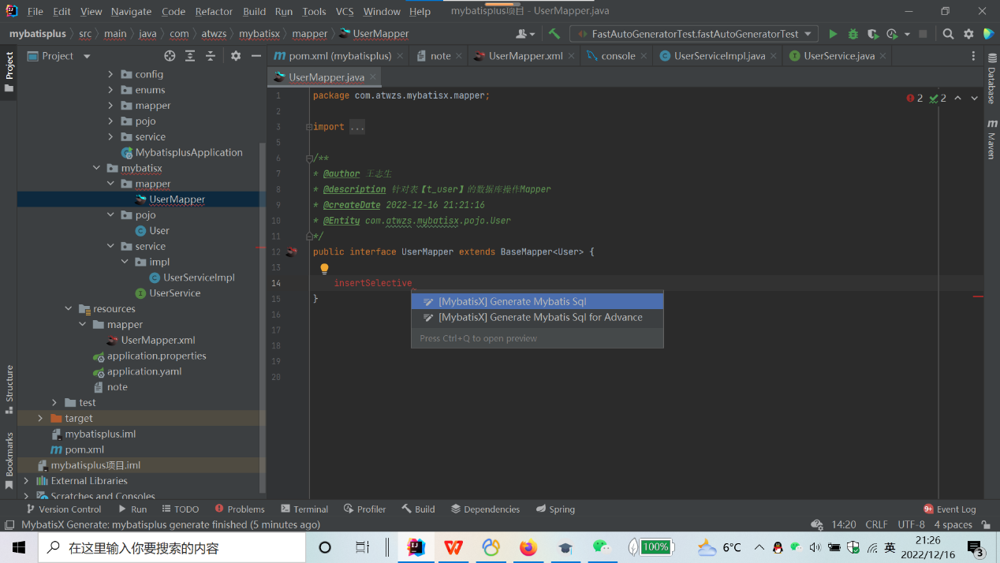 File Edit View Navigate Code Refactor Build Run Tools VCS Window Help mybatisplus项目 - UserMapper.java
mybatisplus src main java com atwzs mybatisx mapper UserMapper FastAutoGeneratorTest.fastAutoGeneratorTest
Project
Project
pom.xml (mybatisplus) note UserMapper.xml console UserServiceImpl.java UserService.java
UserMapper.java
config
enums
mapper
pojo
service
MybatisplusApplication
mybatisx
mapper
UserMapper
pojo
User
service
impl
UserServiceImpl
UserService
resources
mapper
UserMapper.xml
application.properties
application.yaml
note
test
target
mybatisplus.iml
pom.xml
mybatisplus项目.iml
External Libraries
Scratches and Consoles
Structure
Bookmarks
1 package com.atwzs.mybatisx.mapper;
2
3 import ...
5
6 /**
7 * @author 王志生
8 * @description 针对表【t_user】的数据库操作Mapper
9 * @createDate 2022-12-16 21:21:16
10 * @Entity com.atwzs.mybatisx.pojo.User
11 */
12 public interface UserMapper extends BaseMapper<User> {
13
14 insertSelective
15 }
16
17
18
19
20
2 2
[MybatisX] Generate Mybatis Sql
[MybatisX] Generate Mybatis Sql for Advance
Press Ctrl+Q to open preview
Database
Maven
Version Control Run TODO Problems Terminal Profiler Build Dependencies Spring 9+ Event Log
MybatisX Generate: mybatisplus generate finished (5 minutes ago) 14:20 CRLF UTF-8 4 spaces
在这里输入你要搜索的内容 100% 6°C 英 21:26
2022/12/16 3